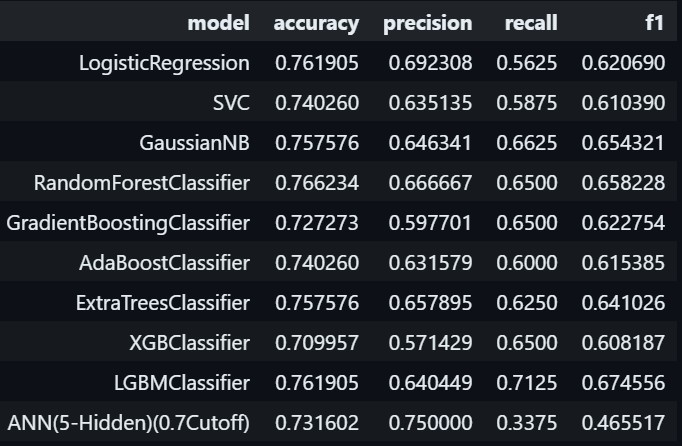 model accuracy precision recall f1
LogisticRegression 0.761905 0.692308 0.5625 0.620690
SVC 0.740260 0.635135 0.5875 0.610390
GaussianNB 0.757576 0.646341 0.6625 0.654321
RandomForestClassifier 0.766234 0.666667 0.6500 0.658228
GradientBoostingClassifier 0.727273 0.597701 0.6500 0.622754
AdaBoostClassifier 0.740260 0.631579 0.6000 0.615385
ExtraTreesClassifier 0.757576 0.657895 0.6250 0.641026
XGBClassifier 0.709957 0.571429 0.6500 0.608187
LGBMClassifier 0.761905 0.640449 0.7125 0.674556
ANN(5-Hidden)(0.7Cutoff) 0.731602 0.750000 0.3375 0.465517